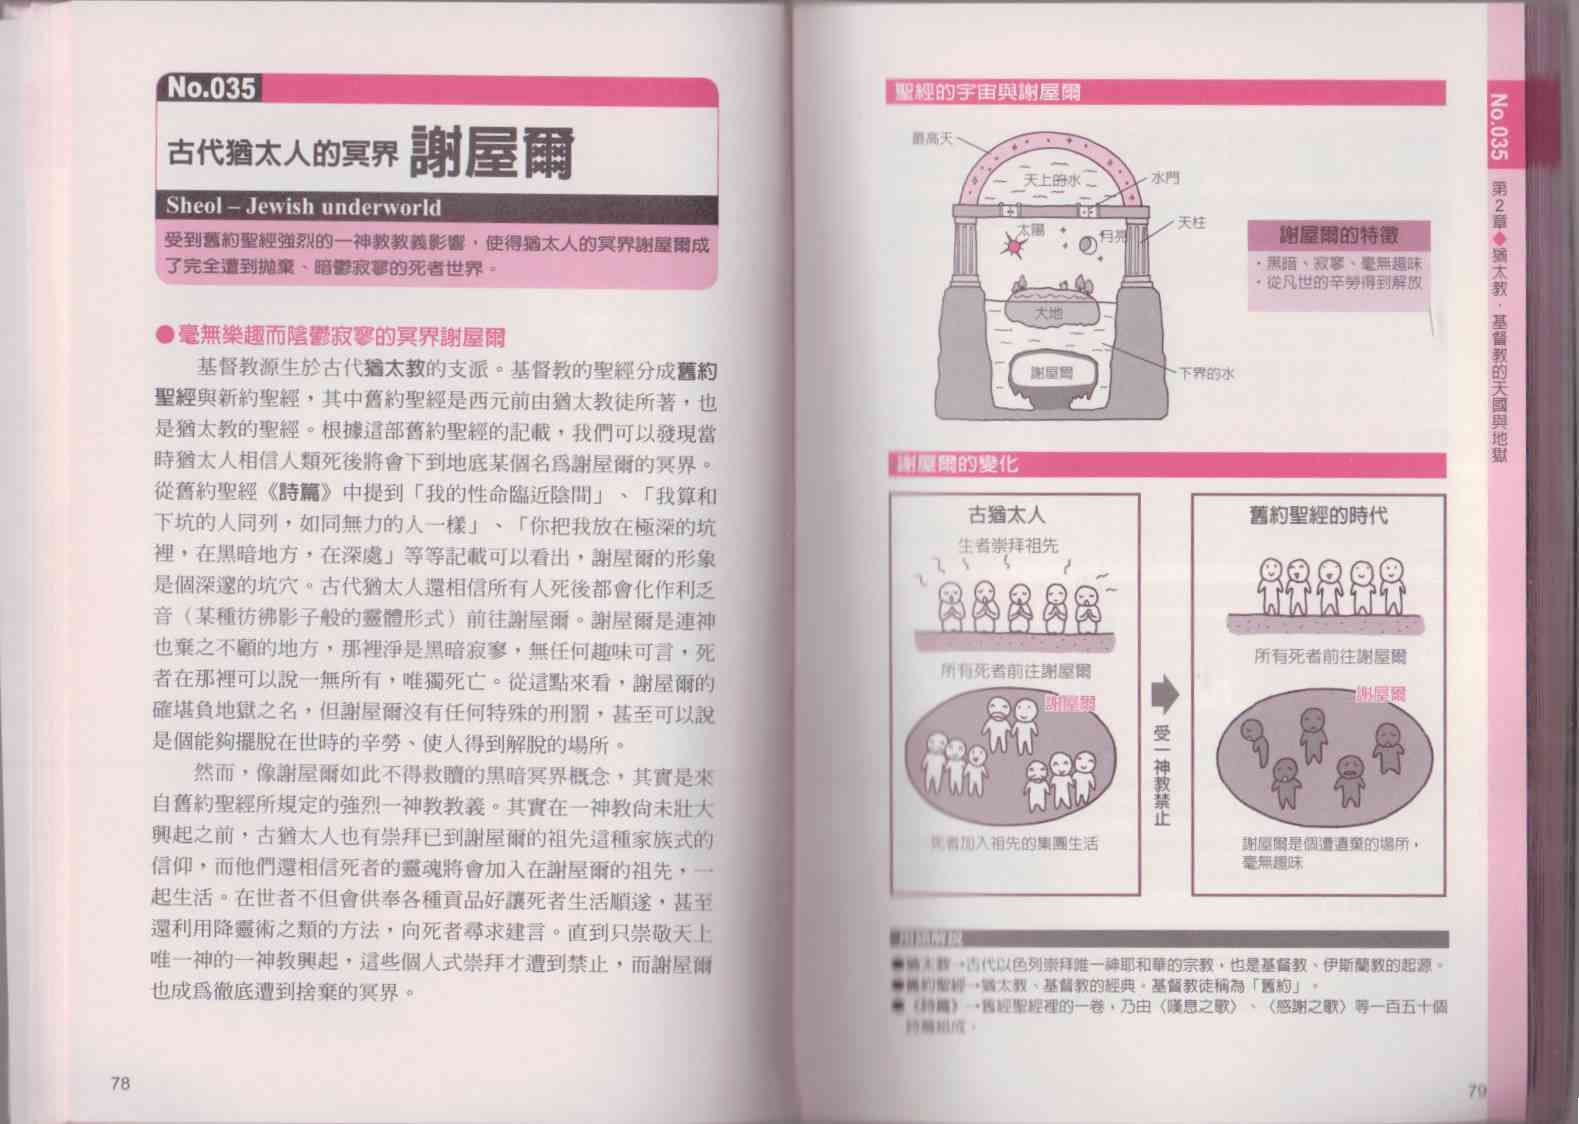 No.035
古代猶太人的冥界 謝屋爾
Sheol – Jewish underworld
受到舊約聖經強烈的一神教教義影響，使得猶太人的冥界謝屋爾成
了完全遭到拋棄、暗鬱寂寥的死者世界。
●毫無樂趣而陰鬱寂寥的冥界謝屋爾
基督教源生於古代猶太教的支派。基督教的聖經分成舊約
聖經與新約聖經，其中舊約聖經是西元前由猶太教徒所著，也
是猶太教的聖經。根據這部舊約聖經的記載，我們可以發現當
時猶太人相信人類死後將會下到地底某個名爲謝屋爾的冥界。
從舊約聖經《詩篇》中提到「我的性命臨近陰間」、「我算和
下坑的人同列，如同無力的人一樣」、「你把我放在極深的坑
裡，在黑暗地方，在深處」等等記載可以看出，謝屋爾的形象
是個深邃的坑穴。古代猶太人還相信所有人死後都會化作利乏
音（某種彷彿影子般的靈體形式）前往謝屋爾。謝屋爾是連神
也棄之不顧的地方，那裡淨是黑暗寂寥，無任何趣味可言，死
者在那裡可以說一無所有，唯獨死亡。從這點來看，謝屋爾的
確堪負地獄之名，但謝屋爾沒有任何特殊的刑罰，甚至可以說
是個能夠擺脫在世時的辛勞、使人得到解脫的場所。
然而，像謝屋爾如此不得救贖的黑暗冥界概念，其實是來
自舊約聖經所規定的強烈一神教教義。其實在一神教尙未壯大
興起之前，古猶太人也有崇拜已到謝屋爾的祖先這種家族式的
信仰，而他們還相信死者的靈魂將會加入在謝屋爾的祖先，一
起生活。在世者不但會供奉各種貢品好讓死者生活順遂，甚至
還利用降靈術之類的方法，向死者尋求建言。直到只崇敬天上
唯一神的一神教興起，這些個人式崇拜才遭到禁止，而謝屋爾
也成爲徹底遭到捨棄的冥界。
78
聖經的宇宙與謝屋爾
最高天
天上的水
水門
天柱
太陽
月亮
大地
謝屋爾
下界的水
謝屋爾的特徵
・黑暗、寂寥、毫無趣味
・從凡世的辛勞得到解放
謝屋爾的變化
古猶太人
生者崇拜祖先
所有死者前往謝屋爾
謝屋爾
死者加入祖先的集團生活
受一神教禁止
舊約聖經的時代
所有死者前往謝屋爾
謝屋爾
謝屋爾是個遭遺棄的場所，
毫無趣味
用語解說
●猶太教→古代以色列崇拜唯一神耶和華的宗教，也是基督教、伊斯蘭教的起源。
●舊約聖經→猶太教、基督教的經典。基督教徒稱為「舊約」。
●《詩篇》→舊經聖經裡的一卷，乃由〈嘆息之歌〉、〈感謝之歌〉等一百五十個
詩篇組成。
No.035
第2章◆猶太教・基督教的天國與地獄
79